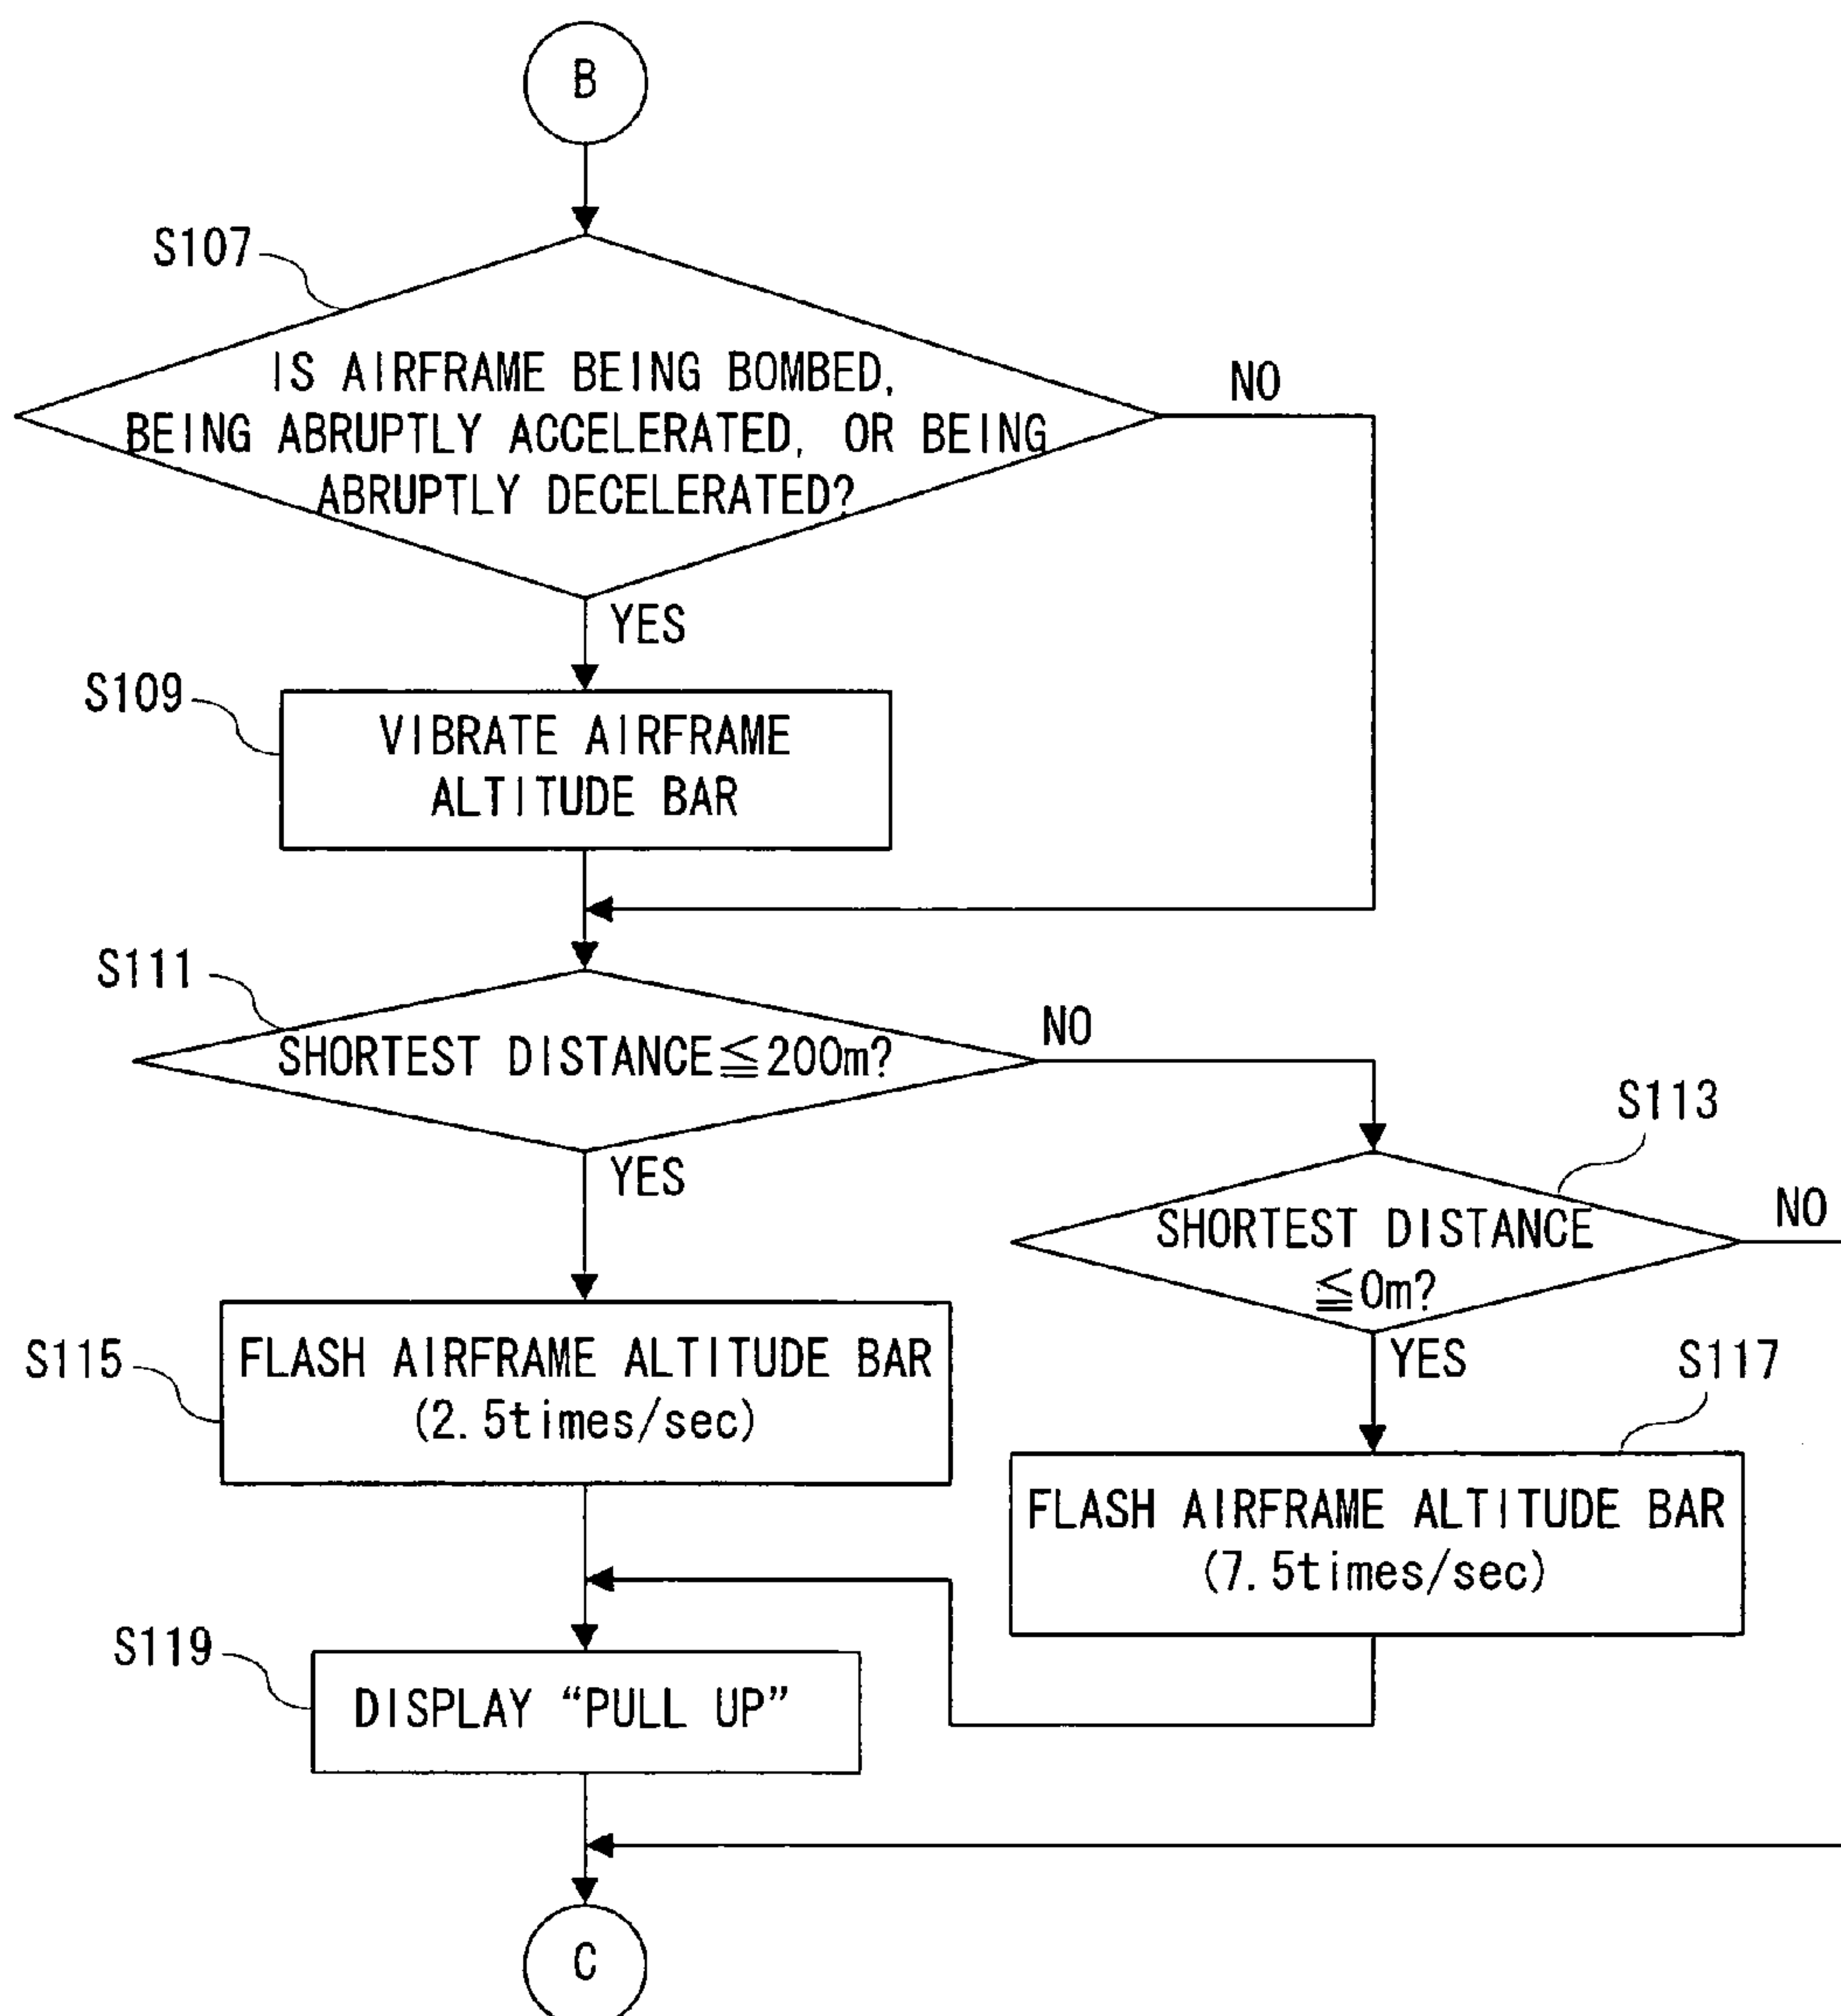 B
S107
IS AIRFRAME BEING BOMBED,
BEING ABRUPTLY ACCELERATED, OR BEING
ABRUPTLY DECELERATED?
NO
YES
S109
VIBRATE AIRFRAME
ALTITUDE BAR
S111
SHORTEST DISTANCE≦200m?
NO
YES
S113
SHORTEST DISTANCE
≦0m?
NO
YES
S115
FLASH AIRFRAME ALTITUDE BAR
(2.5times/sec)
S117
FLASH AIRFRAME ALTITUDE BAR
(7.5times/sec)
S119
DISPLAY “PULL UP”
C